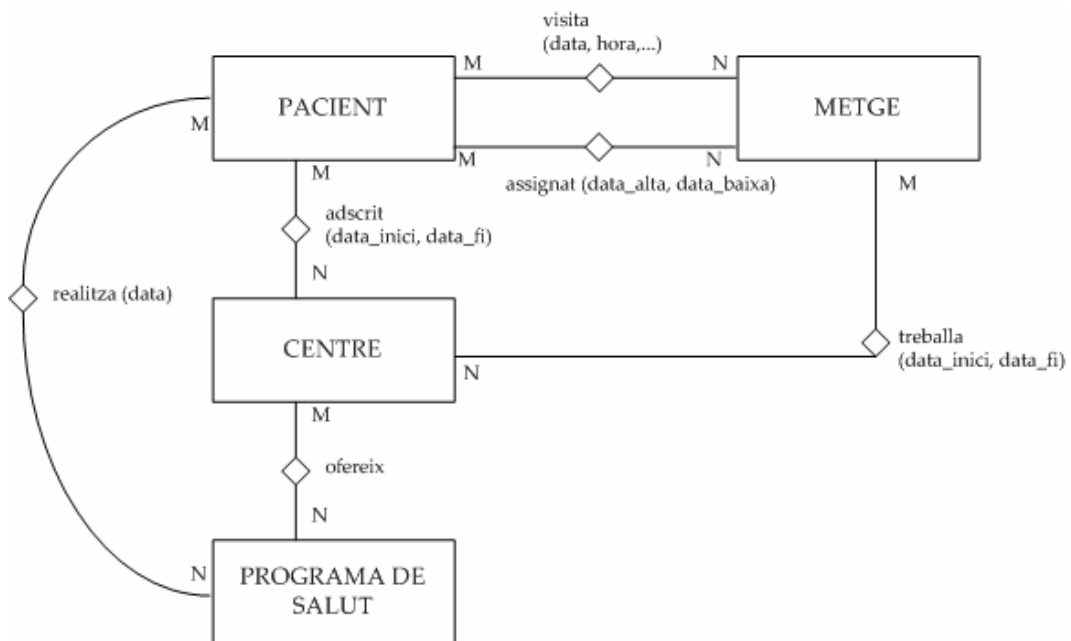 visita
(data, hora,...)
M
N
PACIENT
METGE
M
M
N
assignat (data_alta, data_baixa)
M
M
adscrit
(data_inici, data_fi)
N
realitza (data)
CENTRE
treballa
(data_inici, data_fi)
N
M
ofereix
N
N
PROGRAMA DE
SALUT